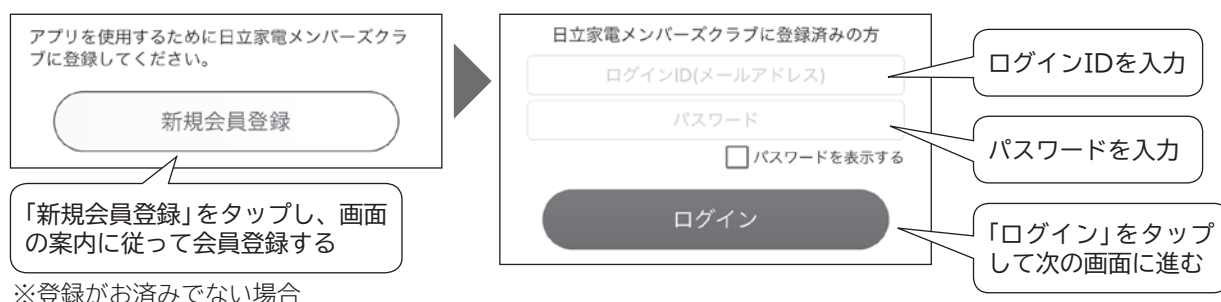 アプリを使用するために日立家電メンバーズクラ
ブに登録してください。
新規会員登録
「新規会員登録」をタップし、画面
の案内に従って会員登録する
※登録がお済みでない場合
日立家電メンバーズクラブに登録済みの方
ログインID(メールアドレス)
パスワード
パスワードを表示する
ログイン
ログインIDを入力
パスワードを入力
「ログイン」をタップ
して次の画面に進む